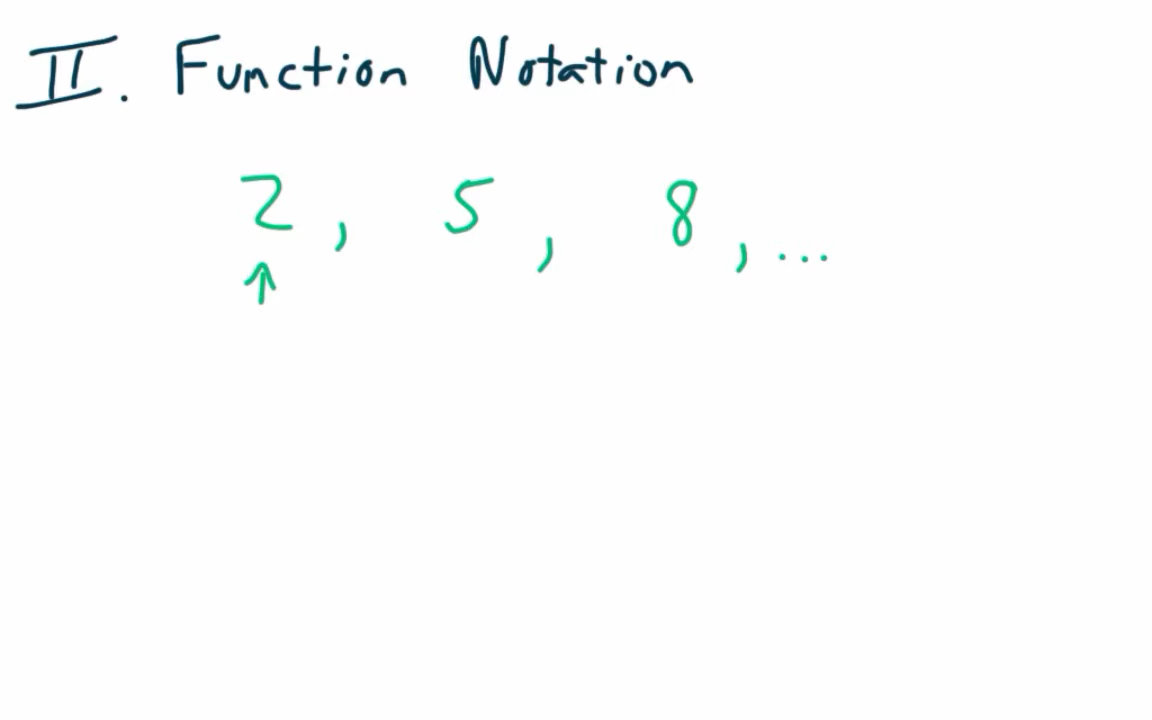 II. Function Notation
2, 5, 8, ...
↑